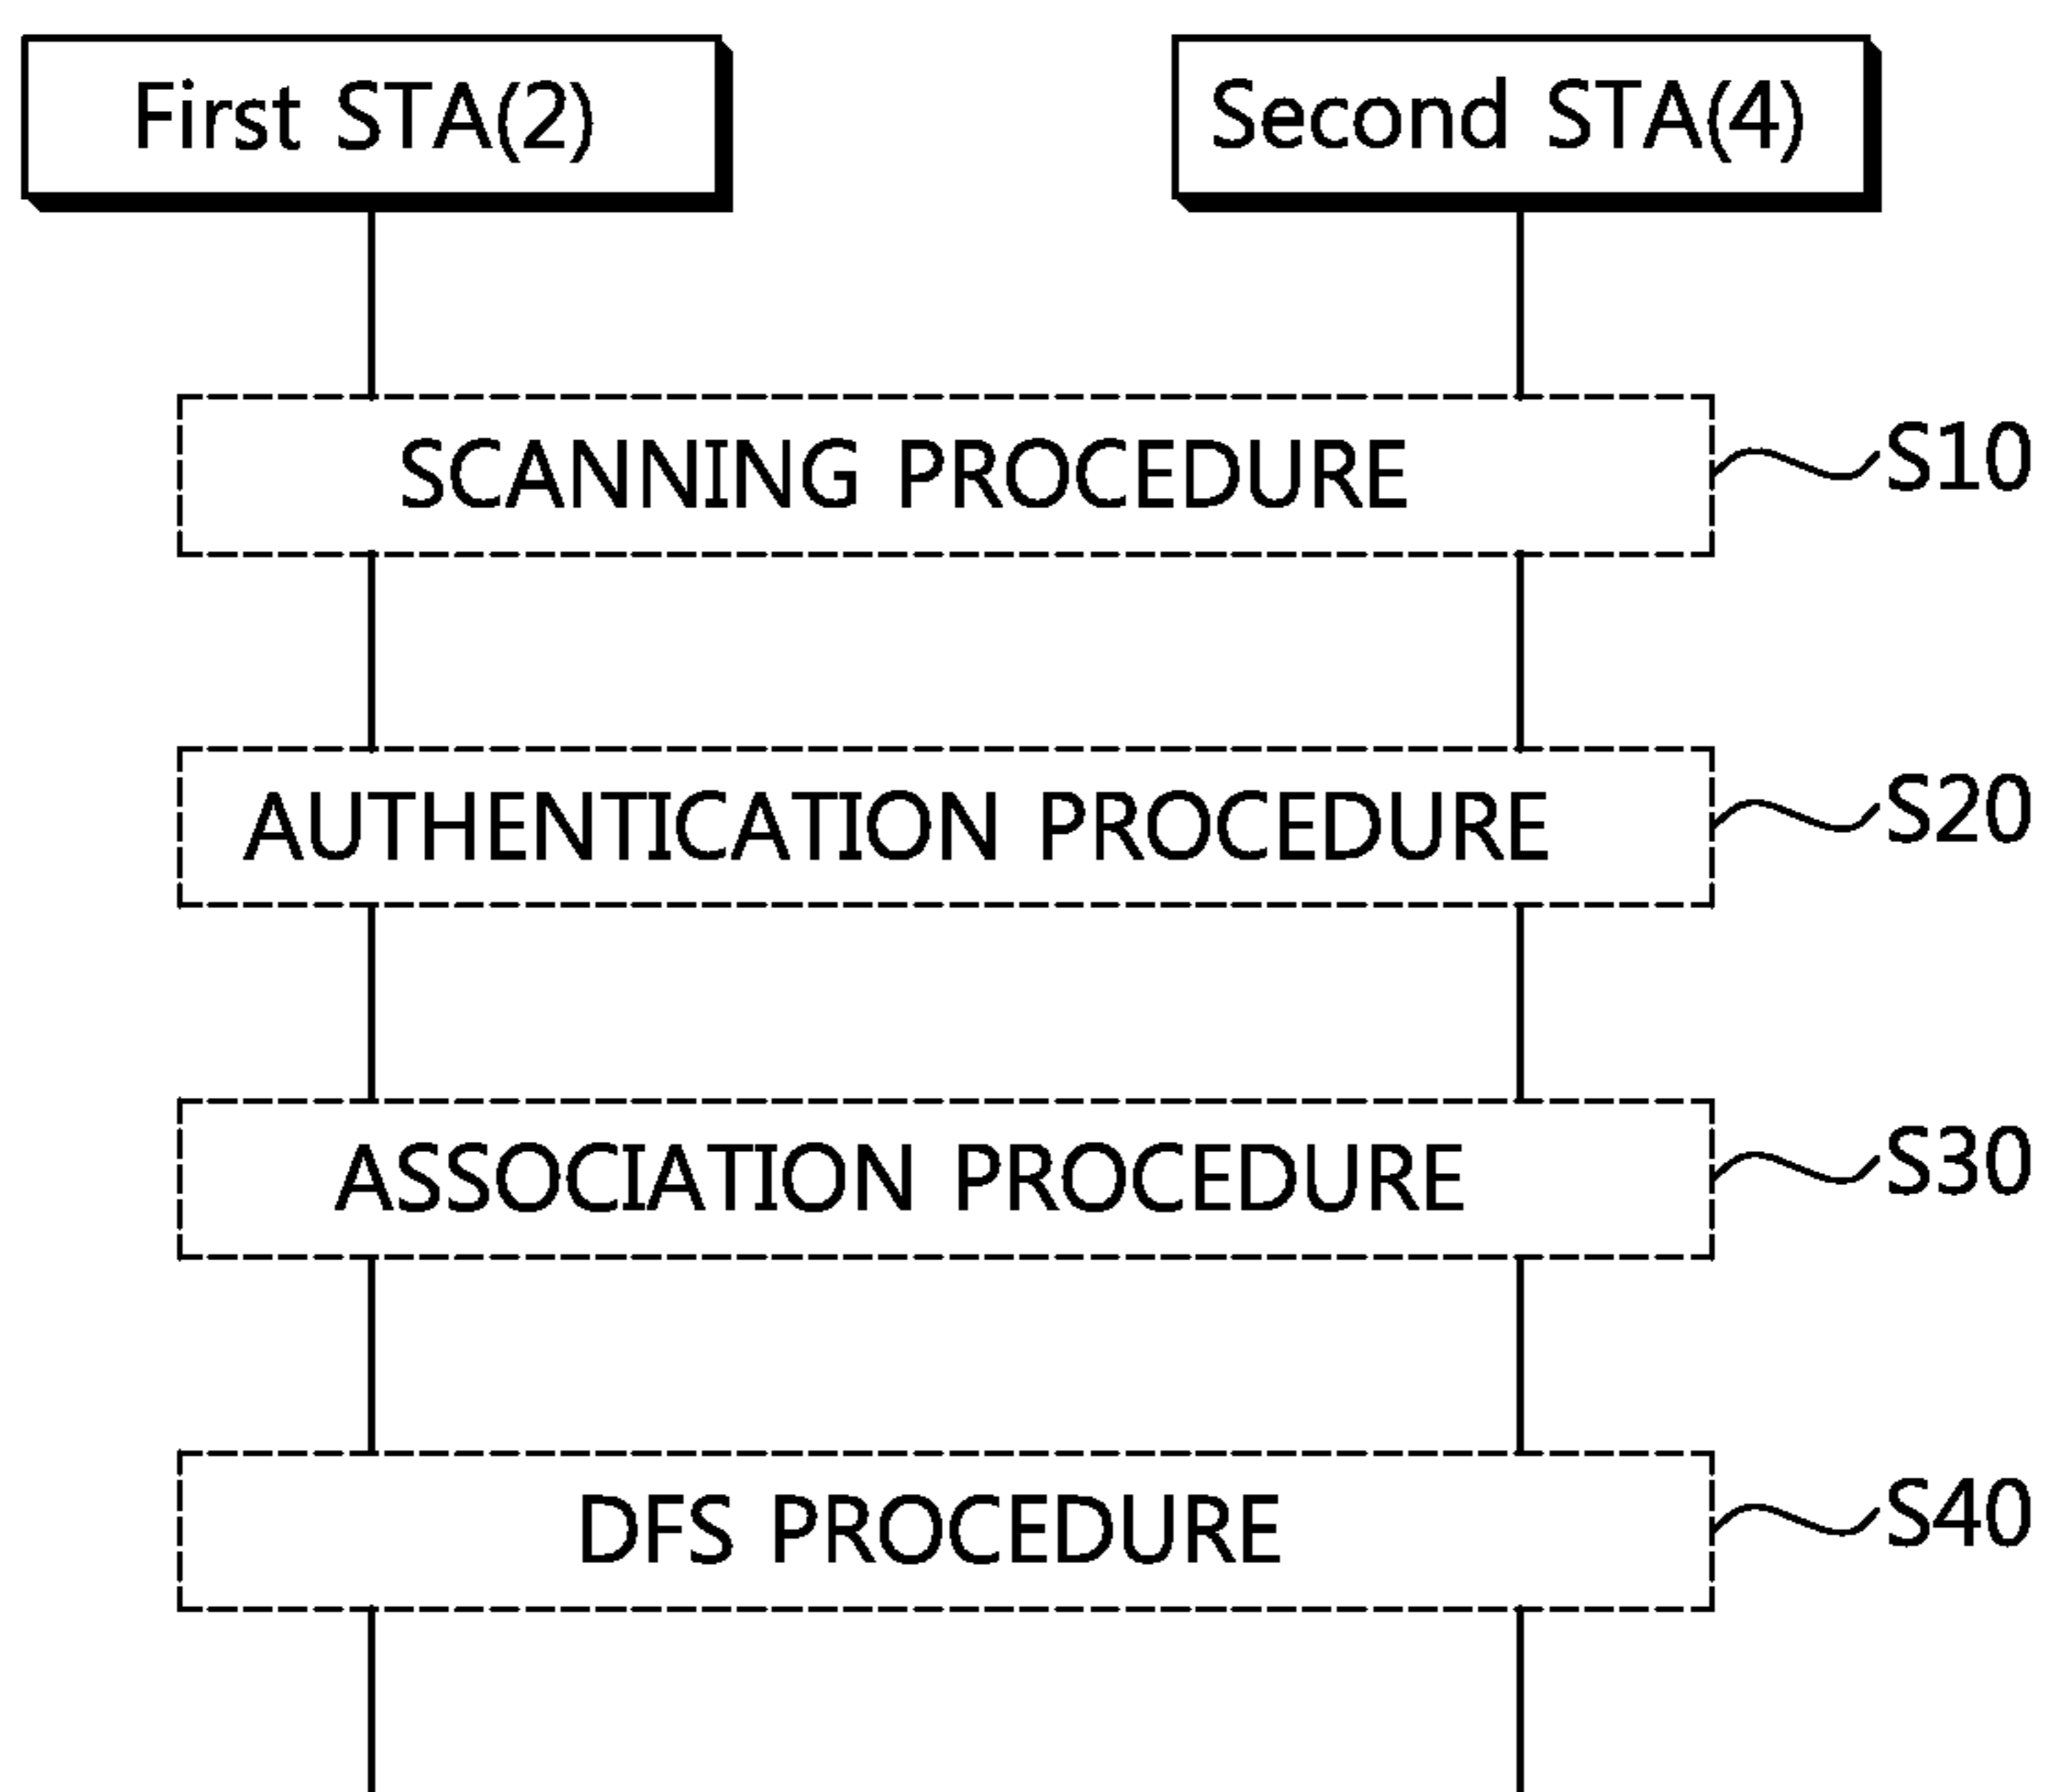 First STA(2)
Second STA(4)
SCANNING PROCEDURE
S10
AUTHENTICATION PROCEDURE
S20
ASSOCIATION PROCEDURE
S30
DFS PROCEDURE
S40